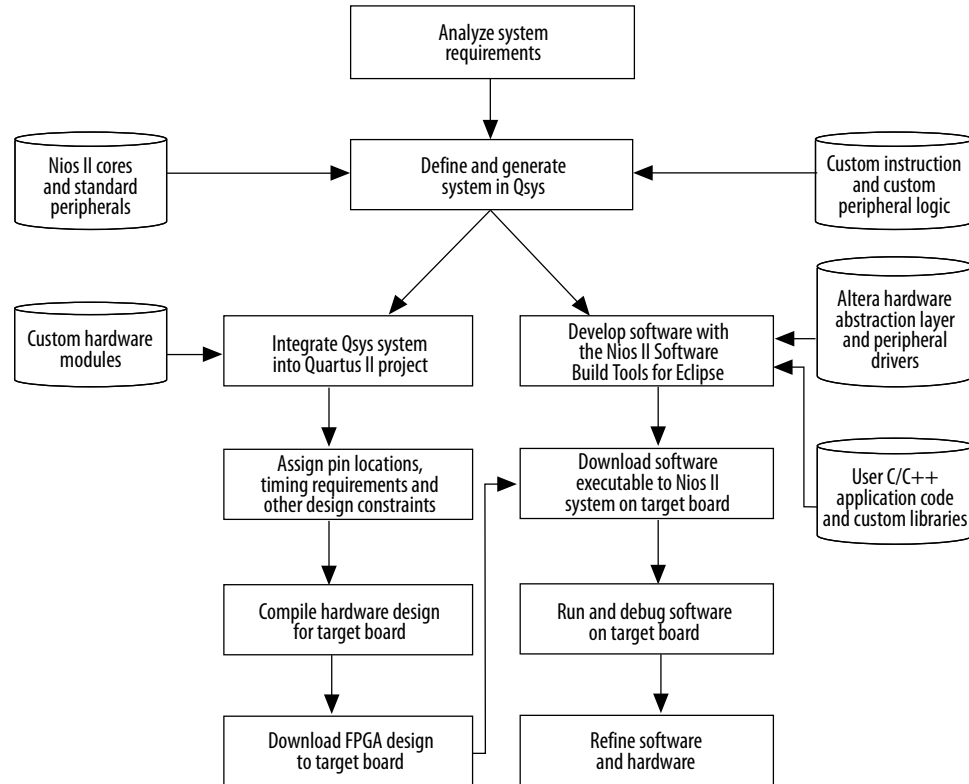 Analyze system
requirements
Nios II cores
and standard
peripherals
Define and generate
system in Qsys
Custom instruction
and custom
peripheral logic
Custom hardware
modules
Integrate Qsys system
into Quartus II project
Develop software with
the Nios II Software
Build Tools for Eclipse
Altera hardware
abstraction layer
and peripheral
drivers
Assign pin locations,
timing requirements and
other design constraints
Download software
executable to Nios II
system on target board
User C/C++
application code
and custom libraries
Compile hardware design
for target board
Run and debug software
on target board
Download FPGA design
to target board
Refine software
and hardware